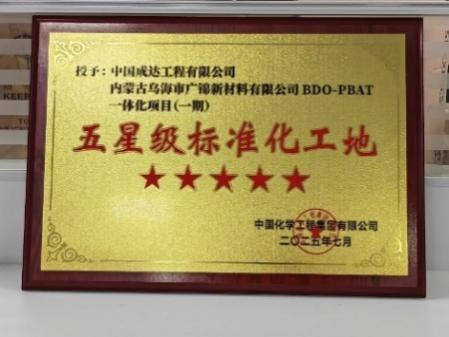 授予：中国成达工程有限公司
内蒙古乌海市广锦新材料有限公司BDO-PBAT
一体化项目(一期)
五星级标准化工地
中国化学工程集团有限公司
二〇二五年七月